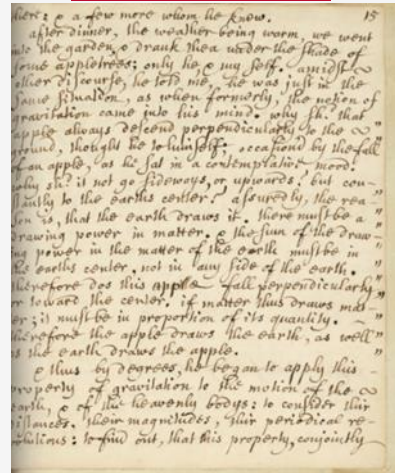 others; & a few more whom he knew. 15
after dinner, the weather being warm, we went
into the garden, & drank thea under the shade of
some appletrees; only he, & my self. amidst
other discourse, he told me, he was just in the
same situation, as when formerly, the notion of
gravitation came into his mind. why sh.ᵈ that
apple always descend perpendicularly to the "
ground, thought he to himself; occasion'd by the fall "
of an apple, as he sat in a contemplative mood. "
why sh.ᵈ it not go sideways, or upwards? but con- "
stantly to the earths center? assuredly, the rea- "
son is, that the earth draws it. there must be a "
drawing power in matter. & the sum of the draw- "
ing power in the matter of the earth must be in "
the earths center, not in any side of the earth. "
therefore dos this apple fall perpendicularly "
or toward the center. if matter thus draws mat- "
ter; it must be in proportion of its quantity. "
therefore the apple draws the earth, as well "
as the earth draws the apple. "
& thus by degrees, he began to apply this
property of gravitation to the motion of the
earth, & of the heavenly bodys: to consider thir
distances, their magnitudes, thir periodical re-
volutions: to find out, that this property, conjointly